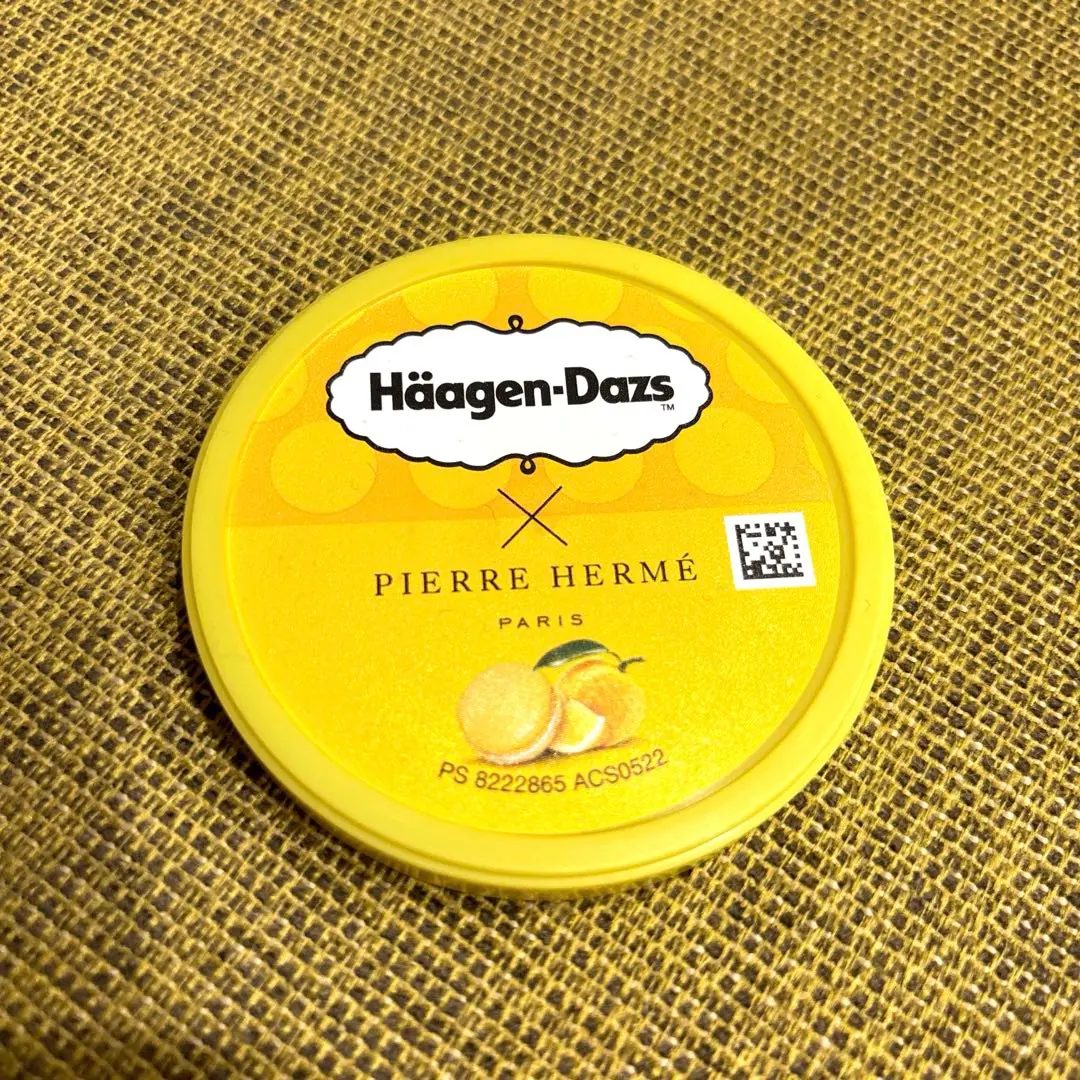 Häagen-Dazs
TM
PIERRE HERMÉ
PARIS
PS 8222865 ACS0522